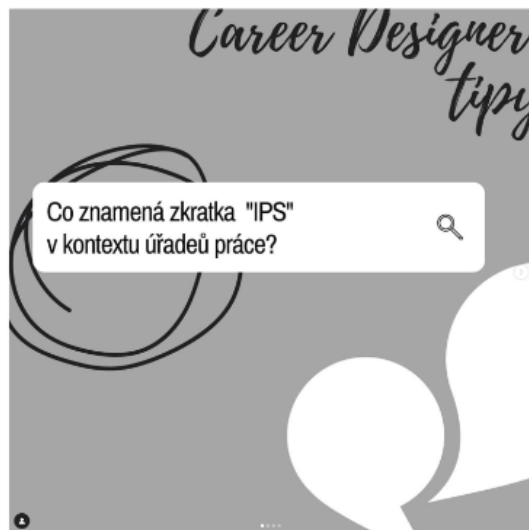 Career Designer
tipy
Co znamená zkratka "IPS"
v kontextu úřadeů práce?